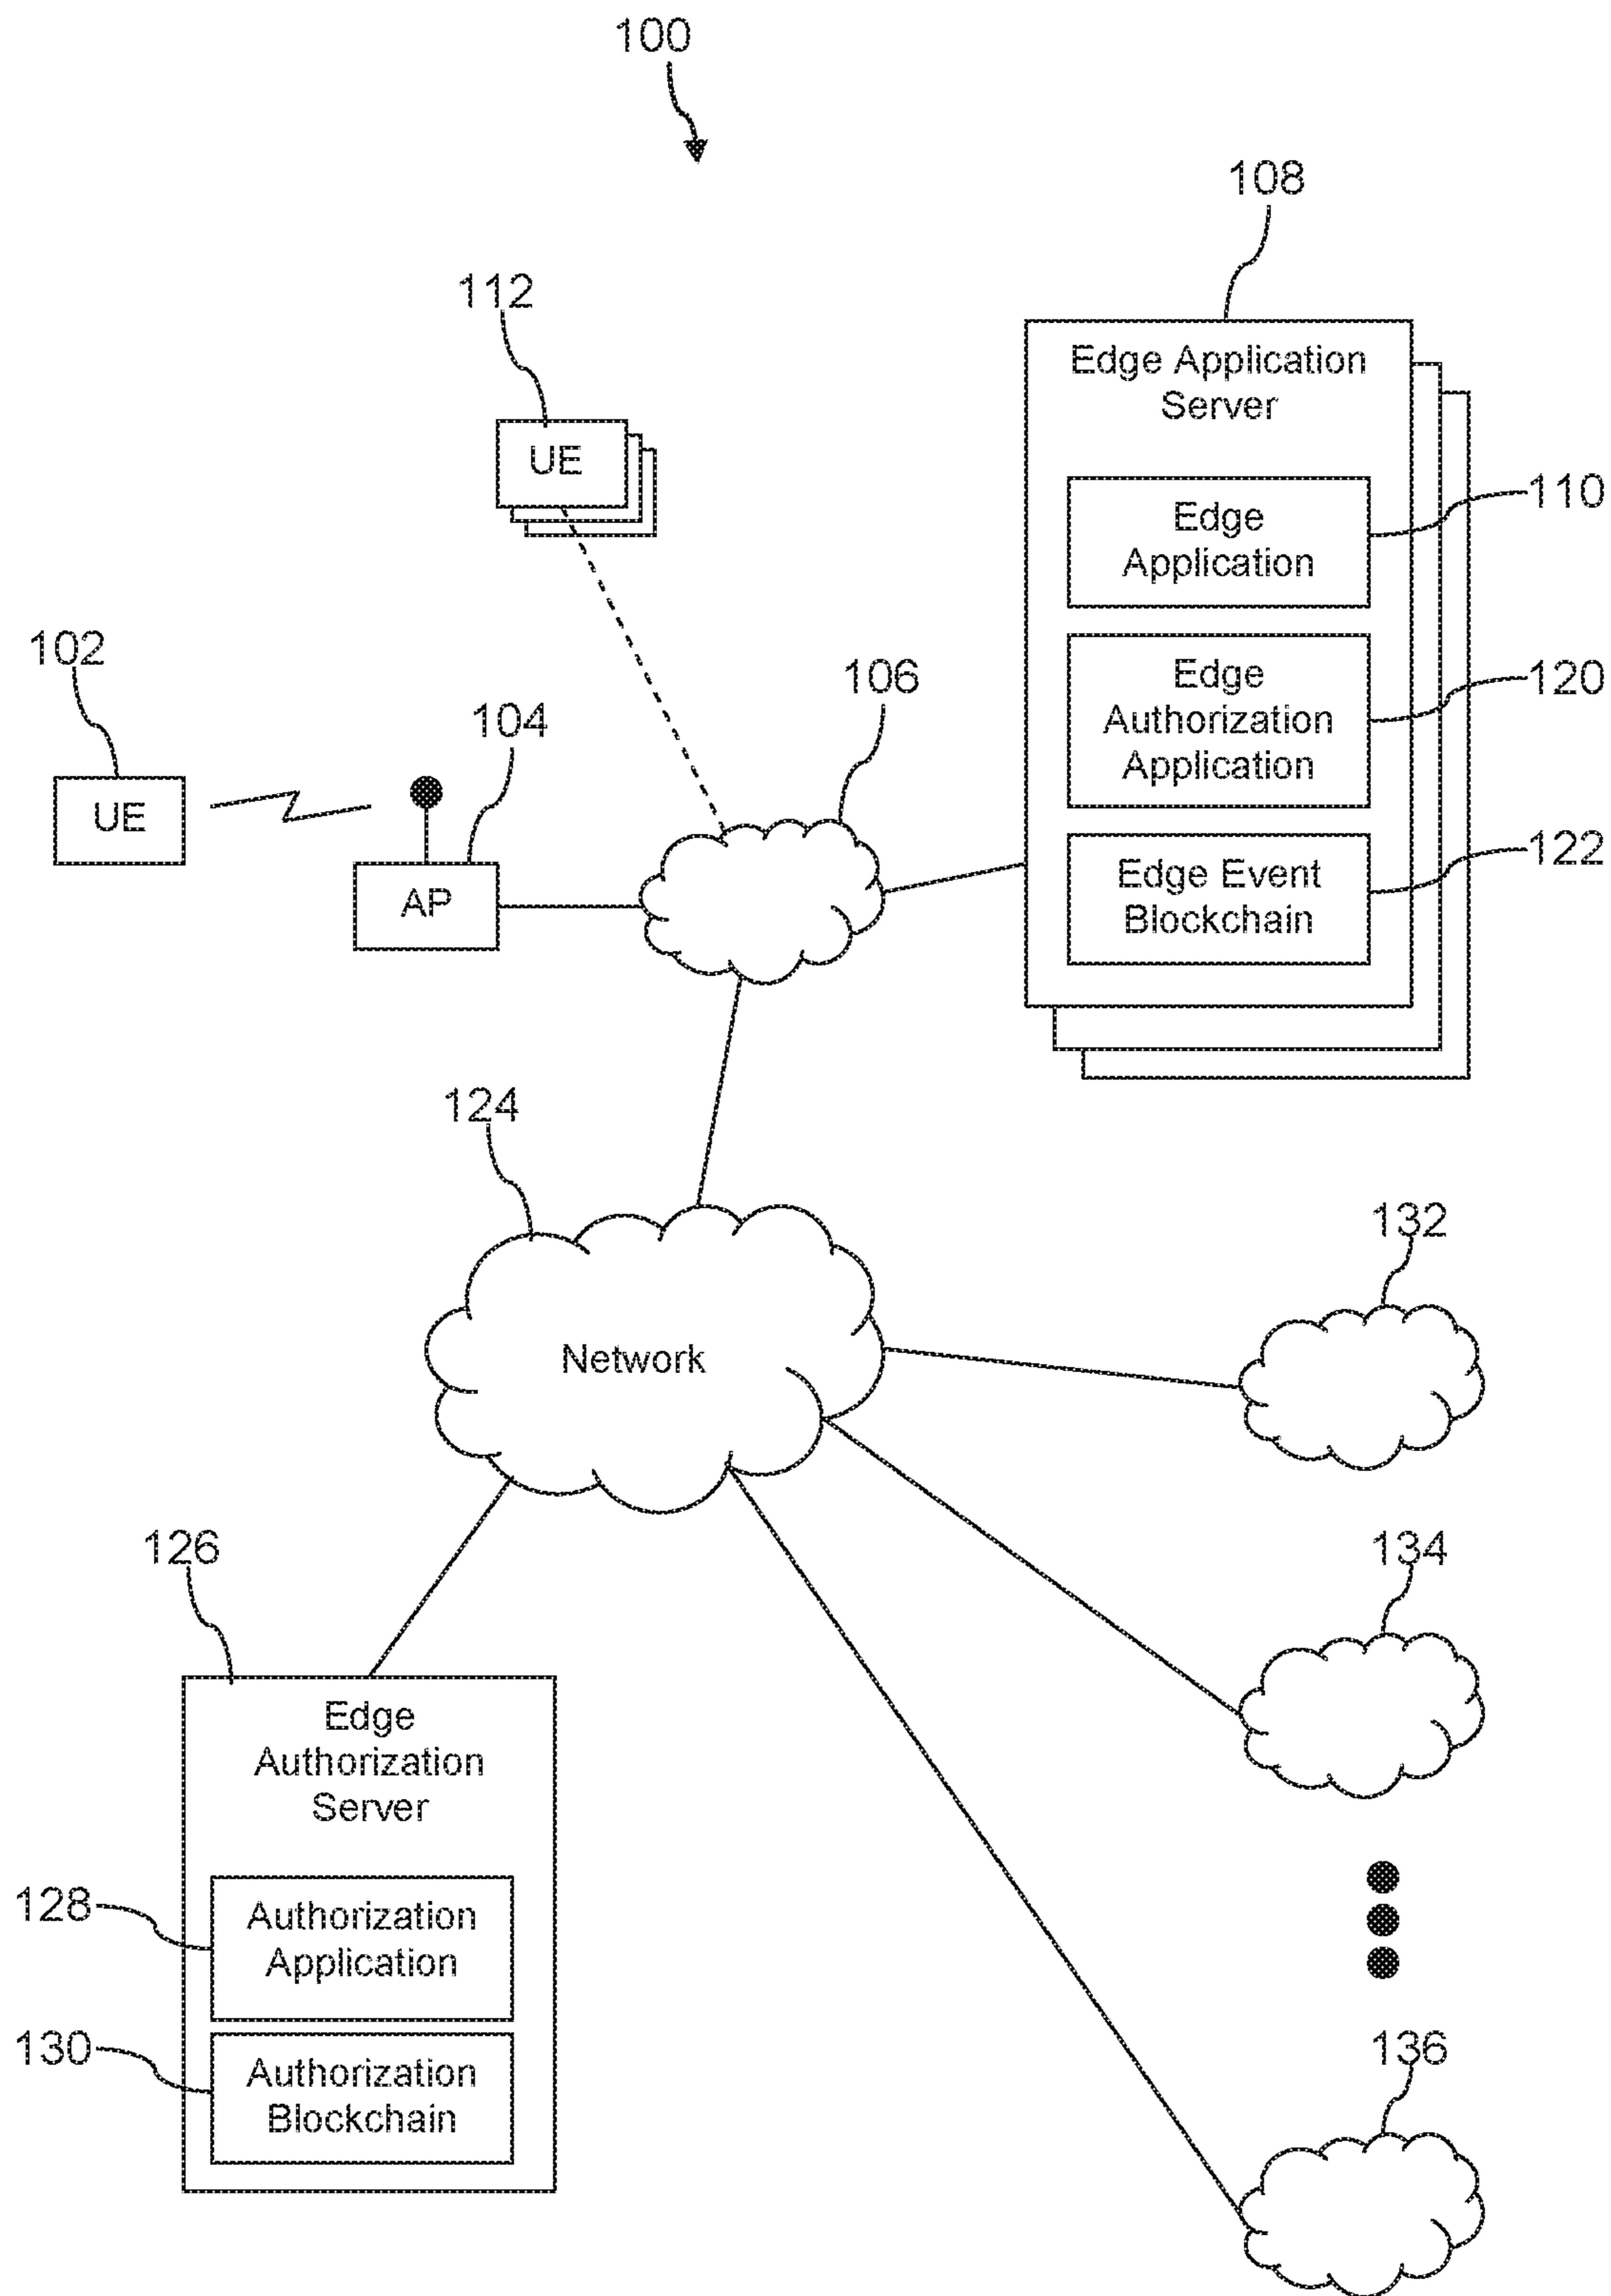 100
108
112
Edge Application
Server
UE
110
Edge
Application
102
106
120
Edge
Authorization
Application
104
UE
122
Edge Event
Blockchain
AP
124
132
Network
126
134
Edge
Authorization
Server
128
Authorization
Application
130
Authorization
Blockchain
136